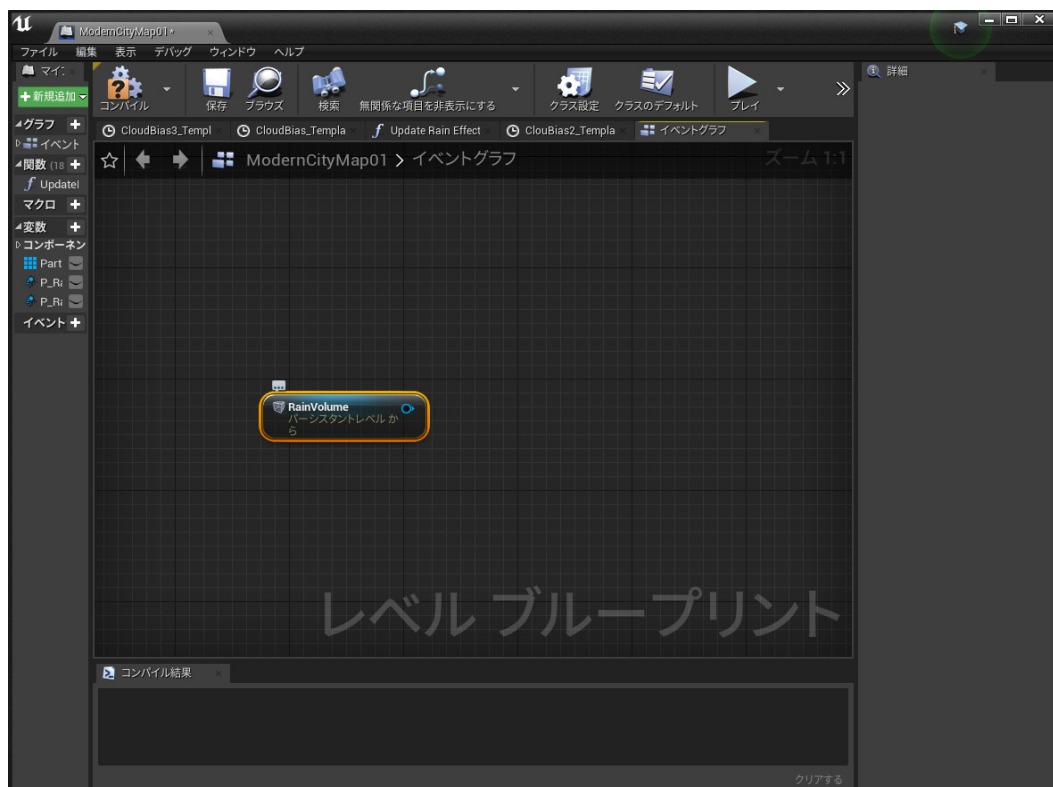 ModernCityMap01*
ファイル 編集 表示 デバッグ ウィンドウ ヘルプ
マイ:
新規追加
グラフ
イベント
関数 (18
UpdateI
マクロ
変数
コンポーネン
Part
P_Ra
P_Ra
イベント
コンパイル 保存 ブラウズ 検索 無関係な項目を非表示にする クラス設定 クラスのデフォルト プレイ
CloudBias3_Templ CloudBias_Templa Update Rain Effect ClouBias2_Templa イベントグラフ
ModernCityMap01 > イベントグラフ
ズーム 1:1
RainVolume
パーシスタントレベル か
ら
レベル ブループリント
コンパイル結果
クリアする
詳細